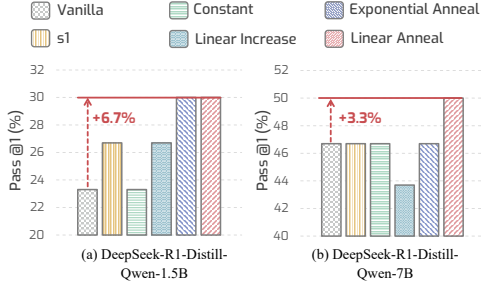 Vanilla
Constant
Exponential Anneal
s1
Linear Increase
Linear Anneal
Pass @1 (%)
32
30
28
26
24
22
20
+6.7%
(a) DeepSeek-R1-Distill-
Qwen-1.5B
Pass @1 (%)
52
50
48
46
44
42
40
+3.3%
(b) DeepSeek-R1-Distill-
Qwen-7B